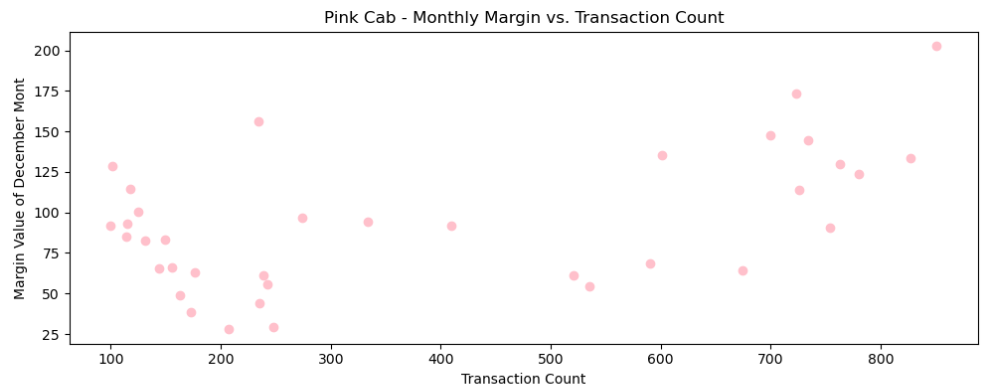 Pink Cab - Monthly Margin vs. Transaction Count
Margin Value of December Mont
200
175
150
125
100
75
50
25
100 200 300 400 500 600 700 800
Transaction Count